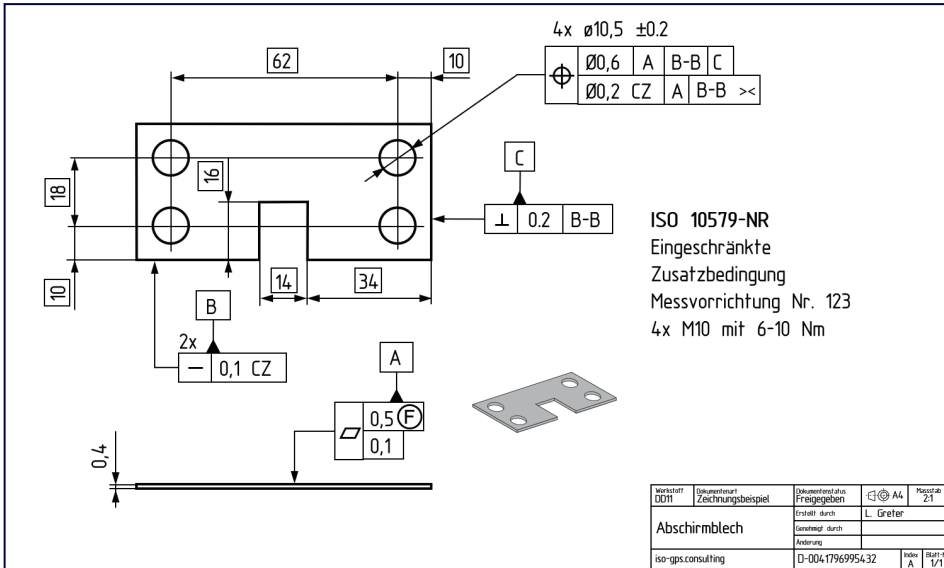 4x ø10,5 ±0.2
Ø0,6 A B-B C
Ø0,2 CZ A B-B ><
62
10
18
16
10
14
34
C
⊥ 0.2 B-B
B
2x
— 0,1 CZ
A
⏥ 0,5 Ⓕ
0,1
0,4
ISO 10579-NR
Eingeschränkte
Zusatzbedingung
Messvorrichtung Nr. 123
4x M10 mit 6-10 Nm
Werkstoff
DD11
Dokumentenart
Zeichnungsbeispiel
Dokumentenstatus
Freigegeben
A4
Massstab
2:1
Abschirmblech
Erstellt durch
L. Greter
Genehmigt durch
Änderung
iso-gps.consulting
D-0041796995432
Index
A
Blatt-Nr
1/1